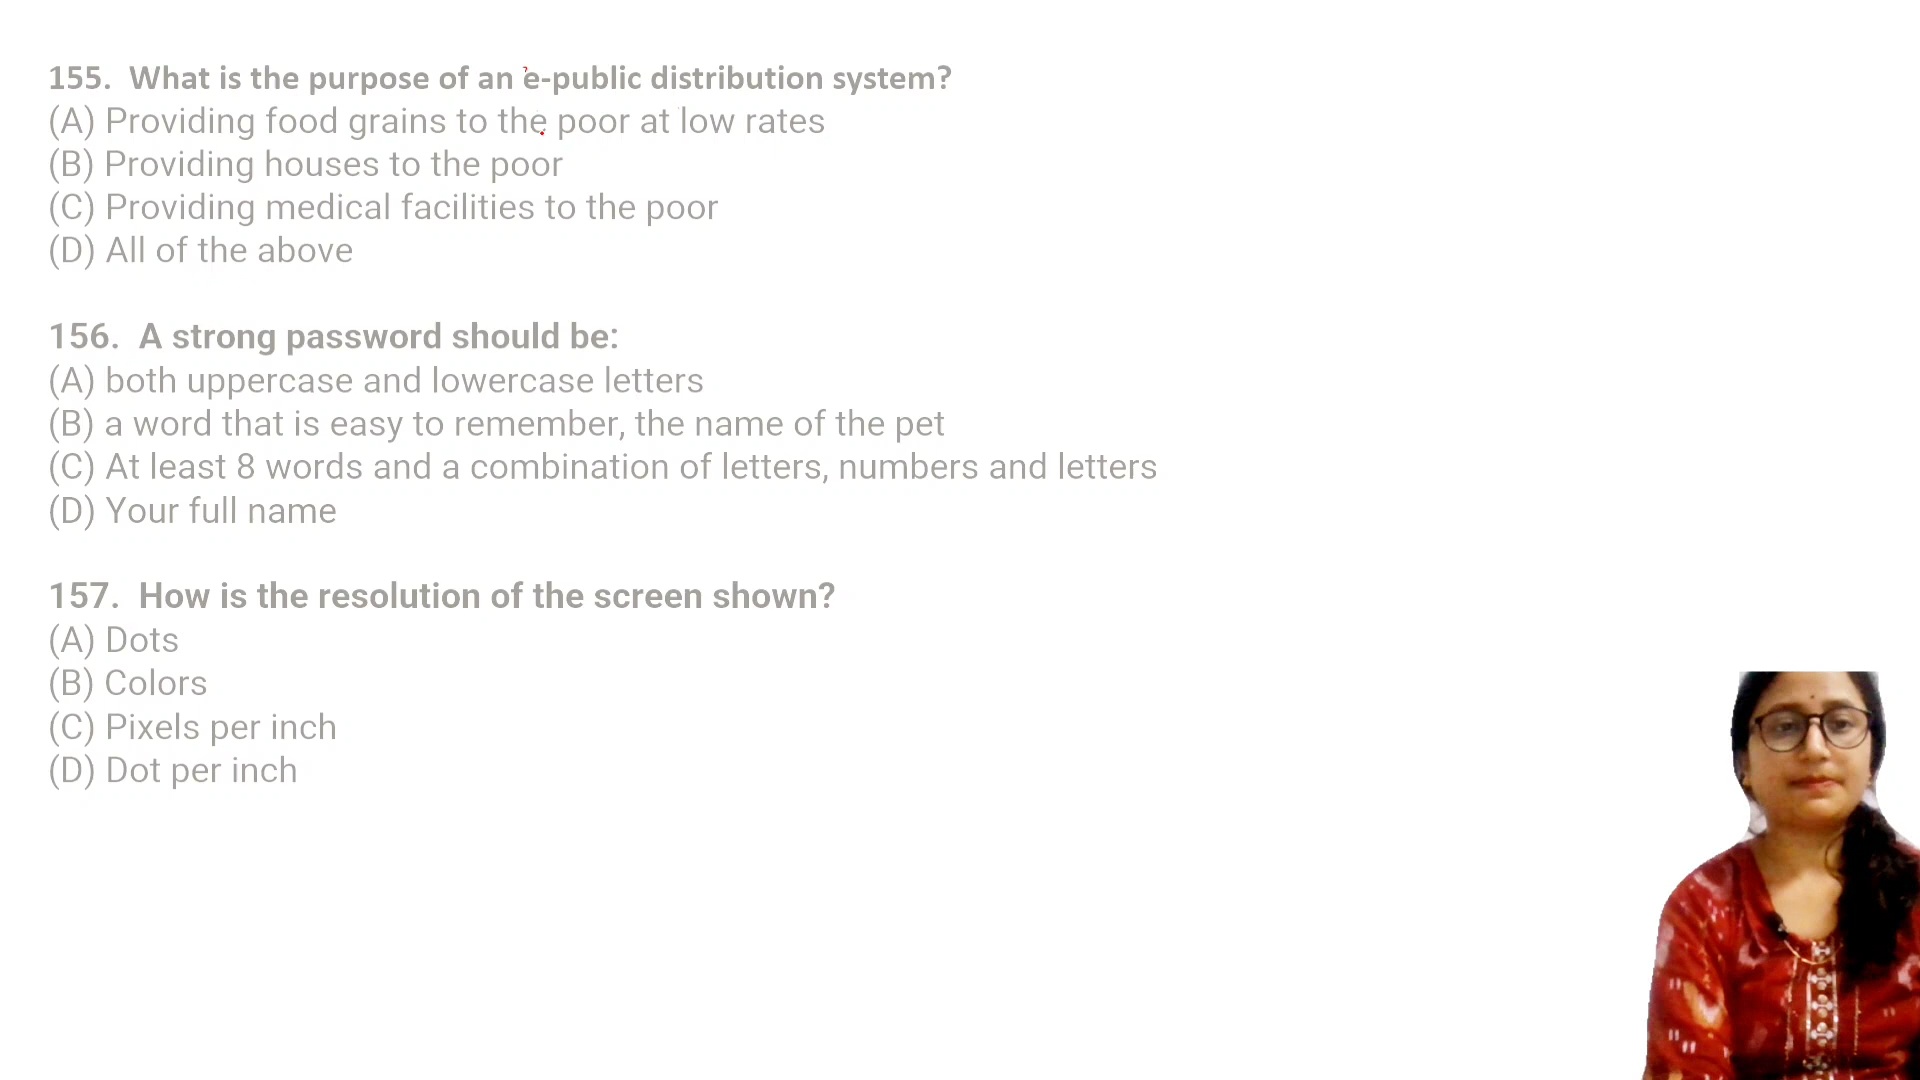 155. What is the purpose of an e-public distribution system?
(A) Providing food grains to the poor at low rates
(B) Providing houses to the poor
(C) Providing medical facilities to the poor
(D) All of the above
156. A strong password should be:
(A) both uppercase and lowercase letters
(B) a word that is easy to remember, the name of the pet
(C) At least 8 words and a combination of letters, numbers and letters
(D) Your full name
157. How is the resolution of the screen shown?
(A) Dots
(B) Colors
(C) Pixels per inch
(D) Dot per inch